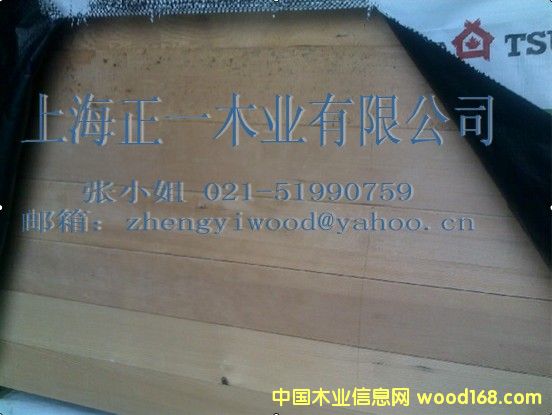 TSU
上海正一木业有限公司
张小姐 021-51990759
邮箱：zhengyiwood@yahoo.cn
中国木业信息网 wood168.com